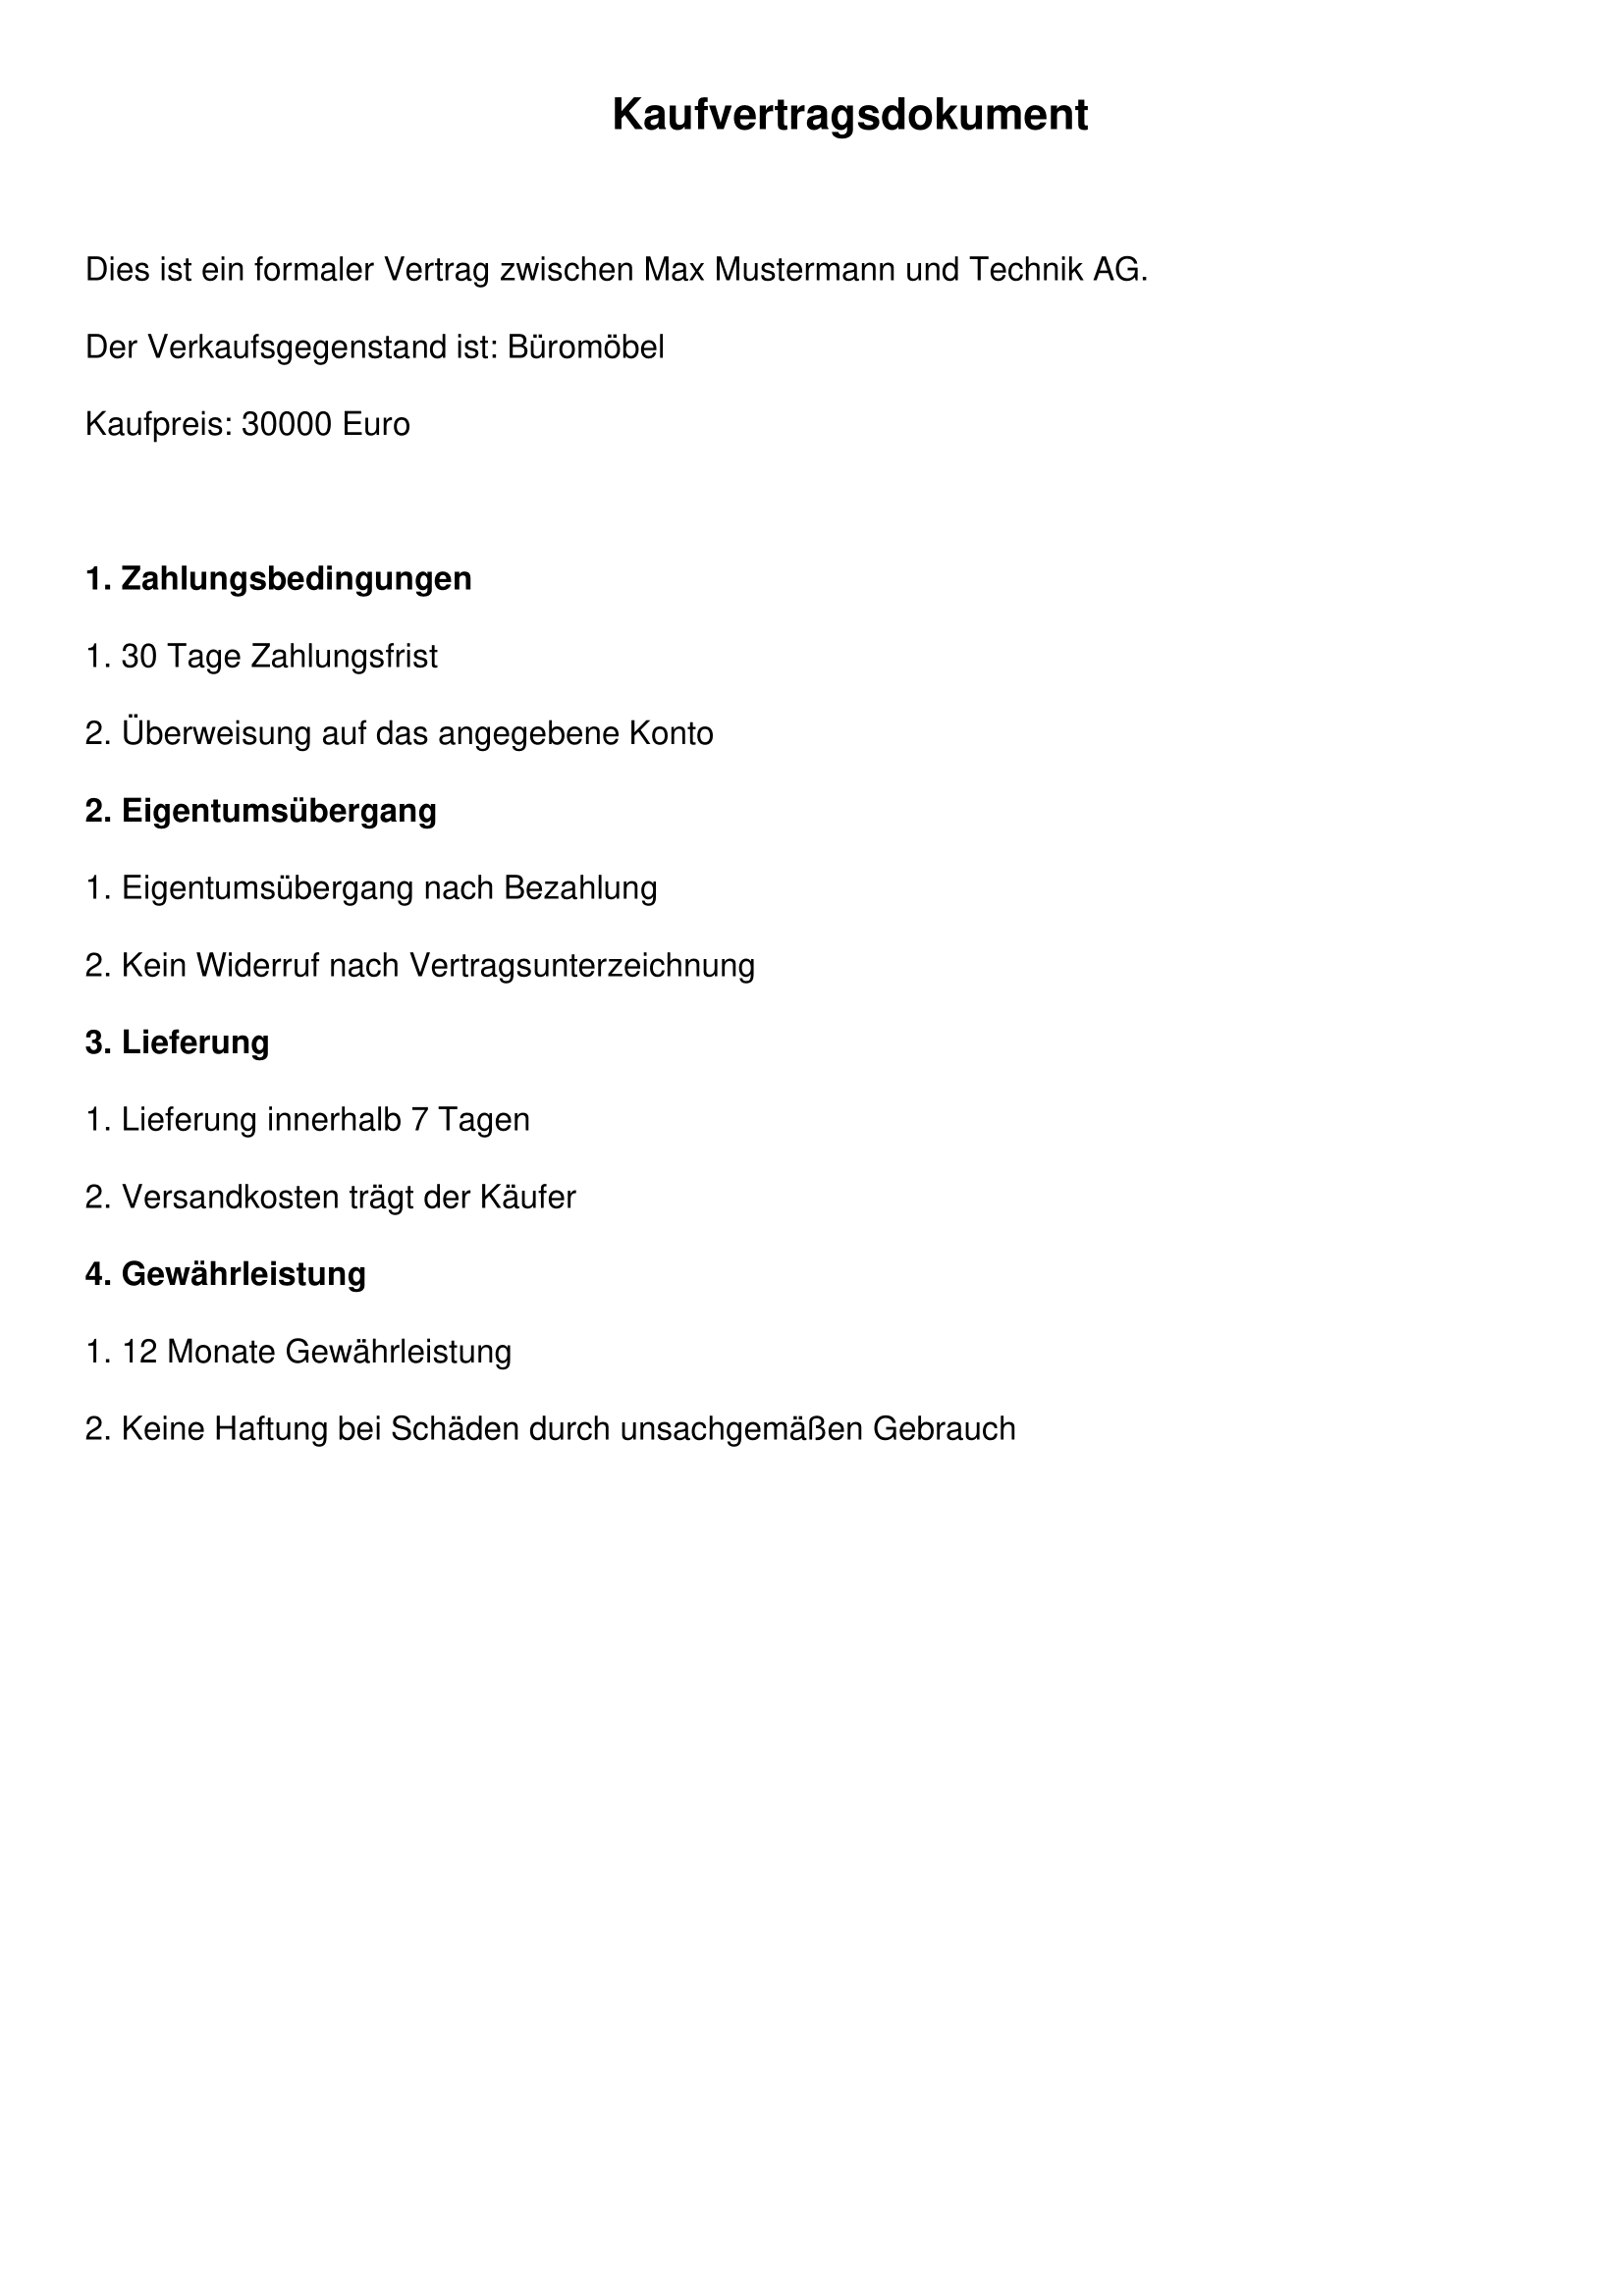 Kaufvertragsdokument
Dies ist ein formaler Vertrag zwischen Max Mustermann und Technik AG.
Der Verkaufsgegenstand ist: Büromöbel
Kaufpreis: 30000 Euro
1. Zahlungsbedingungen
1. 30 Tage Zahlungsfrist
2. Überweisung auf das angegebene Konto
2. Eigentumsübergang
1. Eigentumsübergang nach Bezahlung
2. Kein Widerruf nach Vertragsunterzeichnung
3. Lieferung
1. Lieferung innerhalb 7 Tagen
2. Versandkosten trägt der Käufer
4. Gewährleistung
1. 12 Monate Gewährleistung
2. Keine Haftung bei Schäden durch unsachgemäßen Gebrauch